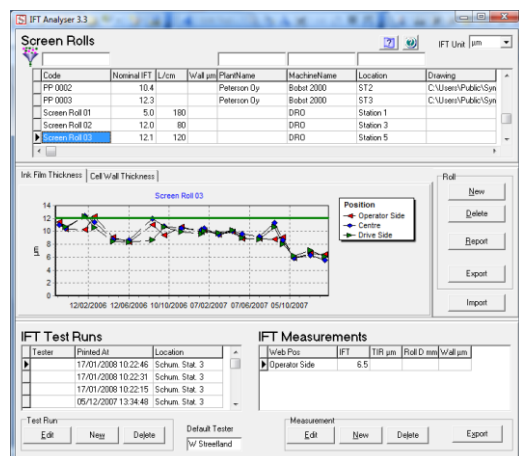 IFT Analyser 3.3
Screen Rolls
IFT Unit µm
Code Nominal IFT L/cm Wall µm PlantName MachineName Location Drawing
PP 0002 10.4 Peterson Oy Bobst 2000 ST2 C:\Users\Public\Syn
PP 0003 12.3 Peterson Oy Bobst 2000 ST3 C:\Users\Public\Syn
Screen Roll 01 5.0 180 DRO Station 1
Screen Roll 02 12.0 80 DRO Station 3
Screen Roll 03 12.1 120 DRO Station 5
Ink Film Thickness Cell Wall Thickness
Roll
New
Delete
Report
Export
Import
Screen Roll 03
µm
14
12
10
8
6
4
2
0
12/02/2006 12/06/2006 10/10/2006 07/02/2007 07/06/2007 05/10/2007
Position
Operator Side
Centre
Drive Side
IFT Test Runs
Tester Printed At Location
17/01/2008 10:22:46 Schum. Stat. 3
17/01/2008 10:22:31 Schum. Stat. 3
17/01/2008 10:22:15 Schum. Stat. 3
05/12/2007 13:34:48 Schum. Stat. 3
Test Run
Edit New Delete
Default Tester
W Streefland
IFT Measurements
Web Pos IFT TIR µm Roll D mm Wall µm
Operator Side 6.5
Measurement
Edit New Delete
Export